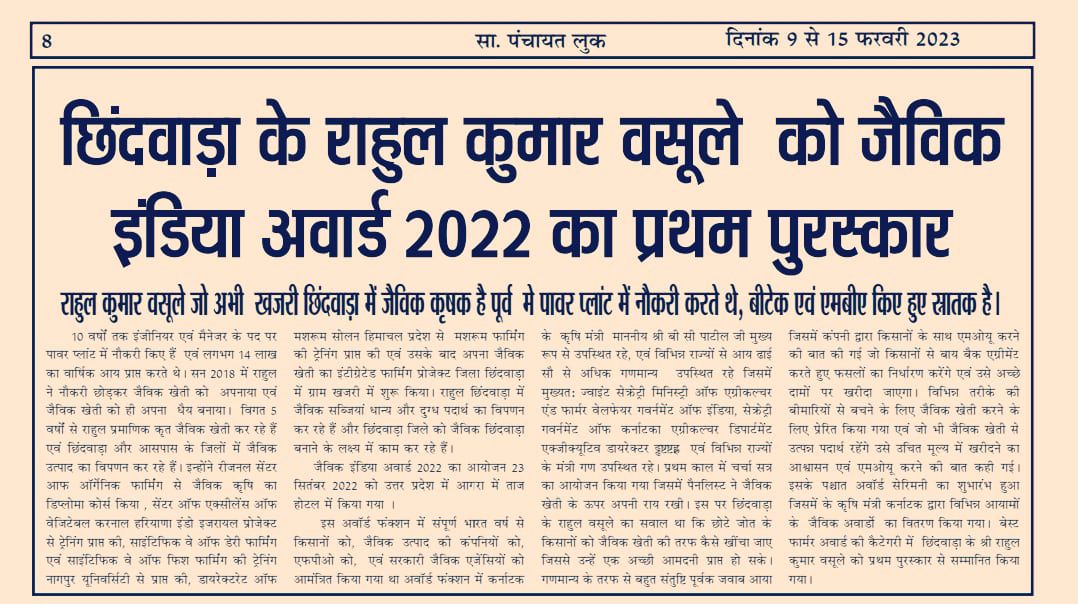 8
सा. पंचायत लुक
दिनांक 9 से 15 फरवरी 2023
छिंदवाड़ा के राहुल कुमार वसूले को जैविक
इंडिया अवार्ड 2022 का प्रथम पुरस्कार
राहुल कुमार वसूले जो अभी खजरी छिंदवाड़ा में जैविक कृषक है पूर्व मे पावर प्लांट में नौकरी करते थे, बीटेक एवं एमबीए किए हुए स्नातक है।
10 वर्षों तक इंजीनियर एवं मैनेजर के पद पर
पावर प्लांट में नौकरी किए हैं एवं लगभग 14 लाख
का वार्षिक आय प्राप्त करते थे। सन 2018 में राहुल
ने नौकरी छोड़कर जैविक खेती को अपनाया एवं
जैविक खेती को ही अपना धैय बनाया। विगत 5
वर्षों से राहुल प्रमाणिक कृत जैविक खेती कर रहे हैं
एवं छिंदवाड़ा और आसपास के जिलों में जैविक
उत्पाद का विपणन कर रहे हैं। इन्होंने रीजनल सेंटर
आफ ऑर्गेनिक फार्मिंग से जैविक कृषि का
डिप्लोमा कोर्स किया , सेंटर ऑफ एक्सीलेंस ऑफ
वेजिटेबल करनाल हरियाणा इंडो इजरायल प्रोजेक्ट
से ट्रेनिंग प्राप्त की, साइंटिफिक वे ऑफ डेरी फार्मिंग
एवं साइंटिफिक वे ऑफ फिश फार्मिंग की ट्रेनिंग
नागपुर यूनिवर्सिटी से प्राप्त की, डायरेक्टरेट ऑफ
मशरूम सोलन हिमाचल प्रदेश से मशरूम फार्मिंग
की ट्रेनिंग प्राप्त की एवं उसके बाद अपना जैविक
खेती का इंटीग्रेटेड फार्मिंग प्रोजेक्ट जिला छिंदवाड़ा
में ग्राम खजरी में शुरू किया। राहुल छिंदवाड़ा में
जैविक सब्जियां धान्य और दुग्ध पदार्थ का विपणन
कर रहे हैं और छिंदवाड़ा जिले को जैविक छिंदवाड़ा
बनाने के लक्ष्य में काम कर रहे हैं।
जैविक इंडिया अवार्ड 2022 का आयोजन 23
सितंबर 2022 को उत्तर प्रदेश में आगरा में ताज
होटल में किया गया ।
इस अवॉर्ड फंक्शन में संपूर्ण भारत वर्ष से
किसानों को, जैविक उत्पाद की कंपनियों को,
एफपीओ को, एवं सरकारी जैविक एजेंसियों को
आमंत्रित किया गया था अवॉर्ड फंक्शन में कर्नाटक
के कृषि मंत्री माननीय श्री बी सी पाटील जी मुख्य
रूप से उपस्थित रहे, एवं विभिन्न राज्यों से आय ढाई
सौ से अधिक गणमान्य उपस्थित रहे जिसमें
मुख्यत: ज्वाइंट सेक्रेट्री मिनिस्ट्री ऑफ एग्रीकल्चर
एंड फार्मर वेलफेयर गवर्नमेंट ऑफ इंडिया, सेक्रेट्री
गवर्नमेंट ऑफ कर्नाटका एग्रीकल्चर डिपार्टमेंट
एक्जीक्यूटिव डायरेक्टर एवं विभिन्न राज्यों
के मंत्री गण उपस्थित रहे। प्रथम काल में चर्चा सत्र
का आयोजन किया गया जिसमें पैनलिस्ट ने जैविक
खेती के ऊपर अपनी राय रखी। इस पर छिंदवाड़ा
के राहुल वसूले का सवाल था कि छोटे जोत के
किसानों को जैविक खेती की तरफ कैसे खींचा जाए
जिससे उन्हें एक अच्छी आमदनी प्राप्त हो सके।
गणमान्य के तरफ से बहुत संतुष्टि पूर्वक जवाब आया
जिसमें कंपनी द्वारा किसानों के साथ एमओयू करने
की बात की गई जो किसानों से बाय बैक एग्रीमेंट
करते हुए फसलों का निर्धारण करेंगे एवं उसे अच्छे
दामों पर खरीदा जाएगा। विभिन्न तरीके की
बीमारियों से बचने के लिए जैविक खेती करने के
लिए प्रेरित किया गया एवं जो भी जैविक खेती से
उत्पन्न पदार्थ रहेंगे उसे उचित मूल्य में खरीदने का
आश्वासन एवं एमओयू करने की बात कही गई।
इसके पश्चात अवॉर्ड सेरिमनी का शुभारंभ हुआ
जिसमें के कृषि मंत्री कर्नाटक द्वारा विभिन्न आयामों
के जैविक अवार्डो का वितरण किया गया। बेस्ट
फार्मर अवार्ड की कैटेगरी में छिंदवाड़ा के श्री राहुल
कुमार वसूले को प्रथम पुरस्कार से सम्मानित किया
गया।